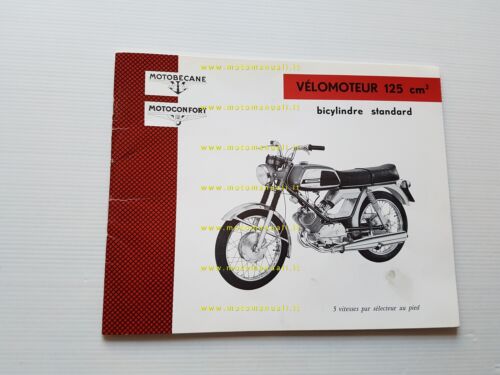 MOTOBÉCANE
MOTOCONFORT
VÉLOMOTEUR 125 cm³
bicylindre standard
5 vitesses par sélecteur au pied
www.motomanuali.it
www.motomanuali.it
www.motomanuali.it
www.motomanuali.it
www.motomanuali.it
www.motomanuali.it